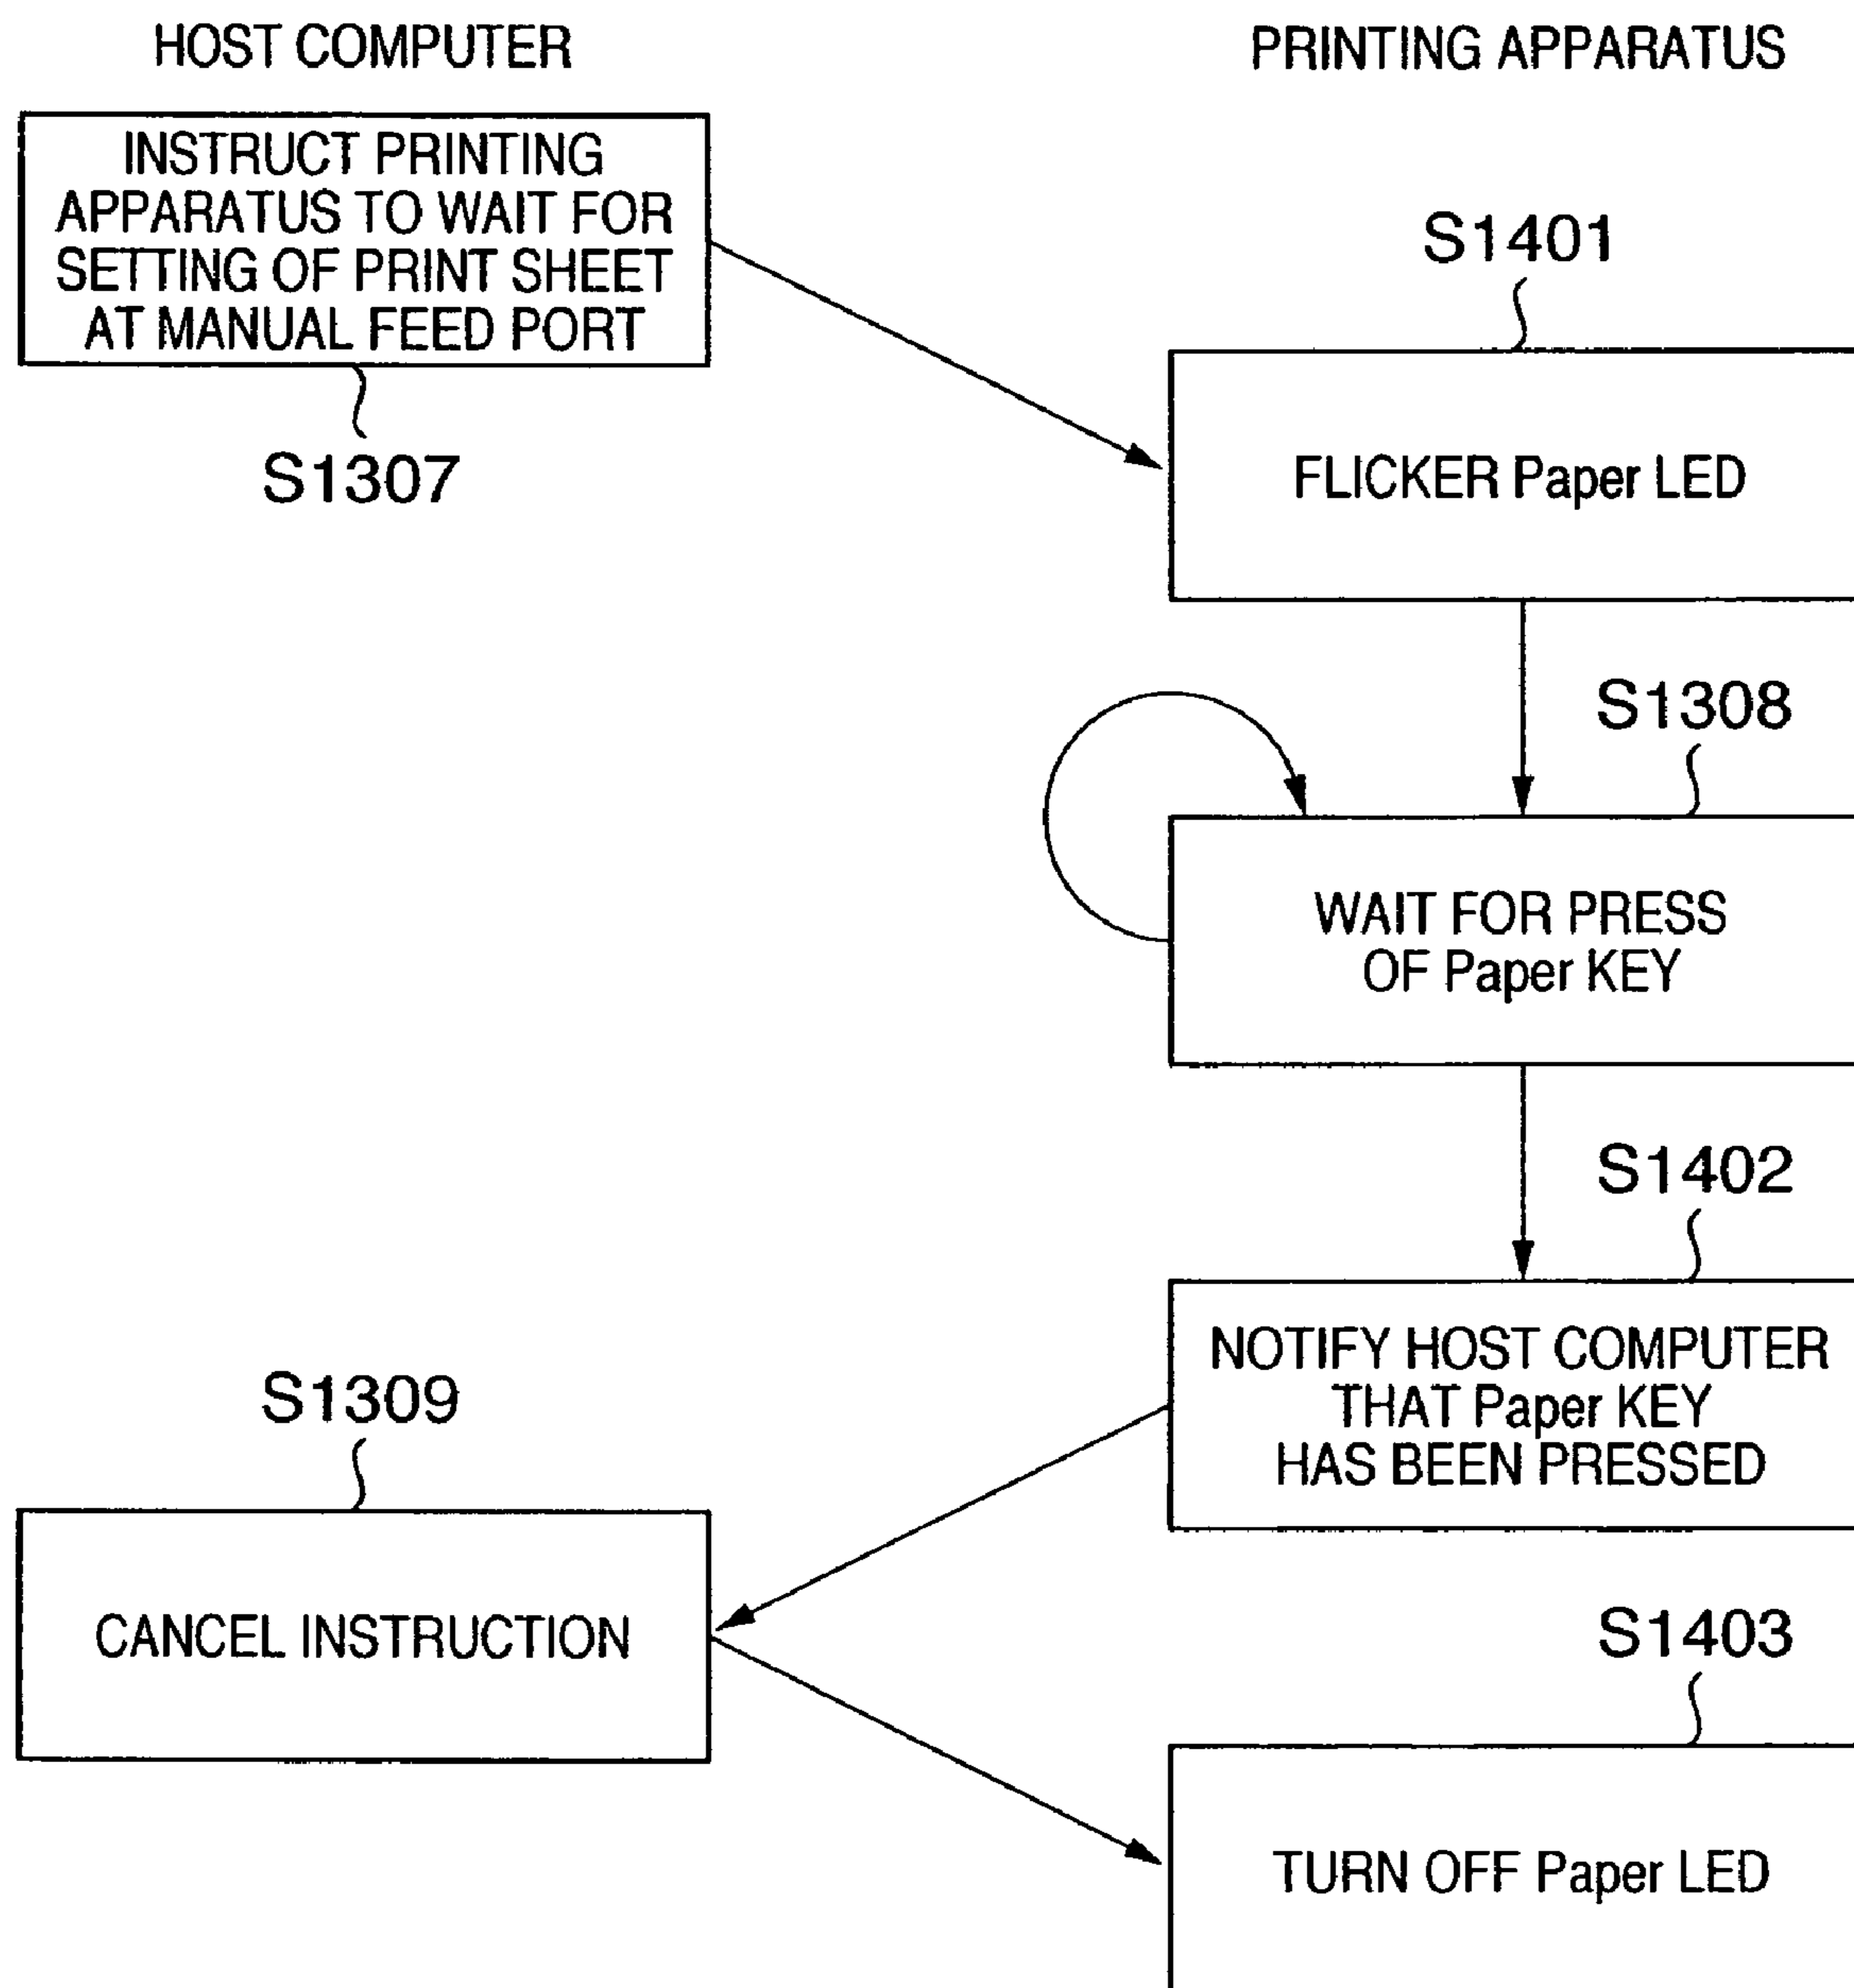 HOST COMPUTER
PRINTING APPARATUS
INSTRUCT PRINTING
APPARATUS TO WAIT FOR
SETTING OF PRINT SHEET
AT MANUAL FEED PORT
S1307
S1401
FLICKER Paper LED
S1308
WAIT FOR PRESS
OF Paper KEY
S1402
NOTIFY HOST COMPUTER
THAT Paper KEY
HAS BEEN PRESSED
S1309
CANCEL INSTRUCTION
S1403
TURN OFF Paper LED